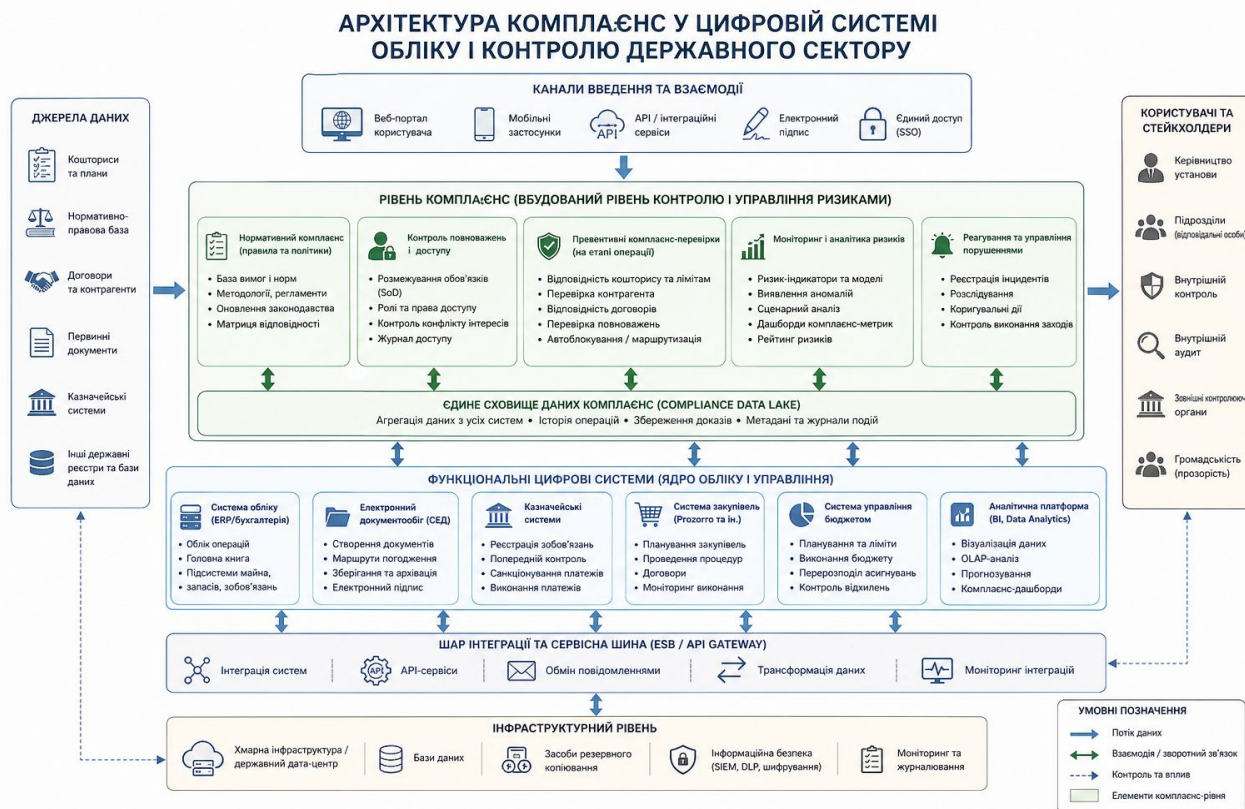 АРХІТЕКТУРА КОМПЛАЄНС У ЦИФРОВІЙ СИСТЕМІ
ОБЛІКУ І КОНТРОЛЮ ДЕРЖАВНОГО СЕКТОРУ
КАНАЛИ ВВЕДЕННЯ ТА ВЗАЄМОДІЇ
Веб-портал
користувача
Мобільні
застосунки
API
API / інтеграційні
сервіси
Електронний
підпис
Єдиний доступ
(SSO)
ДЖЕРЕЛА ДАНИХ
Кошториси
та плани
Нормативно-
правова база
Договори
та контрагенти
Первинні
документи
Казначейські
системи
Інші державні
реєстри та бази
даних
РІВЕНЬ КОМПЛАЄНС (ВБУДОВАНИЙ РІВЕНЬ КОНТРОЛЮ І УПРАВЛІННЯ РИЗИКАМИ)
Нормативний комплаєнс
(правила та політики)
• База вимог і норм
• Методології, регламенти
• Оновлення законодавства
• Матриця відповідності
Контроль повноважень
і доступу
• Розмежування обов'язків
(SoD)
• Ролі та права доступу
• Контроль конфлікту інтересів
• Журнал доступу
Превентивні комплаєнс-перевірки
(на етапі операції)
• Відповідність кошторису та лімітам
• Перевірка контрагента
• Відповідність договорів
• Перевірка повноважень
• Автоблокування / маршрутизація
Моніторинг і аналітика ризиків
• Ризик-індикатори та моделі
• Виявлення аномалій
• Сценарний аналіз
• Дашборди комплаєнс-метрик
• Рейтинг ризиків
Реагування та управління
порушеннями
• Реєстрація інцидентів
• Розслідування
• Коригувальні дії
• Контроль виконання заходів
ЄДИНЕ СХОВИЩЕ ДАНИХ КОМПЛАЄНС (COMPLIANCE DATA LAKE)
Агрегація даних з усіх систем • Історія операцій • Збереження доказів • Метадані та журнали подій
КОРИСТУВАЧІ ТА
СТЕЙКХОЛДЕРИ
Керівництво
установи
Підрозділи
(відповідальні особи)
Внутрішній
контроль
Внутрішній
аудит
Зовнішні контролюю
органи
Громадськість
(прозорість)
ФУНКЦІОНАЛЬНІ ЦИФРОВІ СИСТЕМИ (ЯДРО ОБЛІКУ І УПРАВЛІННЯ)
Система обліку
(ERP/бухгалтерія)
• Облік операцій
• Головна книга
• Підсистеми майна,
• запасів, зобов'язань
Електронний
документообіг (СЕД)
• Створення документів
• Маршрути погодження
• Зберігання та архівація
• Електронний підпис
Казначейські
системи
• Реєстрація зобов'язань
• Попередній контроль
• Санкціонування платежів
• Виконання платежів
Система закупівель
(Prozorro та ін.)
• Планування закупівель
• Проведення процедур
• Договори
• Моніторинг виконання
Система управління
бюджетом
• Планування та ліміти
• Виконання бюджету
• Перерозподіл асигнувань
• Контроль відхилень
Аналітична платформа
(BI, Data Analytics)
• Візуалізація даних
• OLAP-аналіз
• Прогнозування
• Комплаєнс-дашборди
ШАР ІНТЕГРАЦІЇ ТА СЕРВІСНА ШИНА (ESB / API GATEWAY)
Інтеграція систем
API
API-сервіси
Обмін повідомленнями
Трансформація даних
Моніторинг інтеграцій
ІНФРАСТРУКТУРНИЙ РІВЕНЬ
Хмарна інфраструктура /
державний дата-центр
Бази даних
Засоби резервного
копіювання
Інформаційна безпека
(SIEM, DLP, шифрування)
Моніторинг та
журналювання
УМОВНІ ПОЗНАЧЕННЯ
Потік даних
Взаємодія / зворотний зв'язок
Контроль та вплив
Елементи комплаєнс-рівня